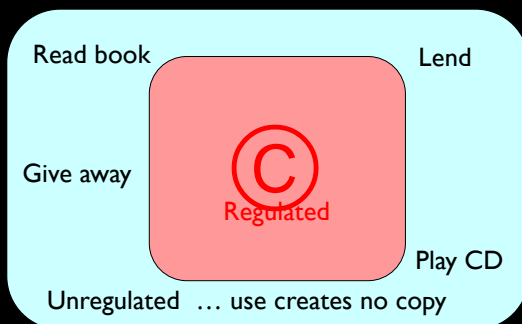 Read book
Lend
©
Give away
Regulated
Play CD
Unregulated … use creates no copy